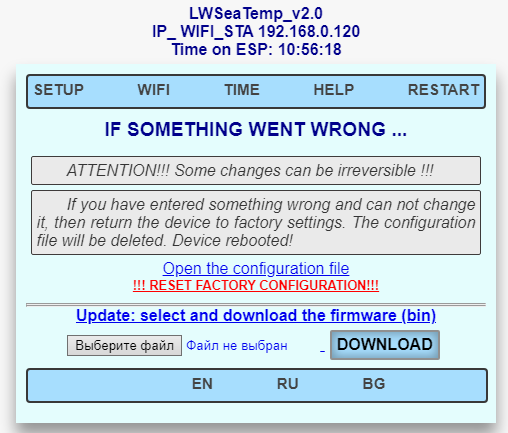 LWSeaTemp_v2.0
IP_ WIFI_STA 192.168.0.120
Time on ESP: 10:56:18
SETUP WIFI TIME HELP RESTART
IF SOMETHING WENT WRONG ...
ATTENTION!!! Some changes can be irreversible !!!
If you have entered something wrong and can not change
it, then return the device to factory settings. The configuration
file will be deleted. Device rebooted!
Open the configuration file
!!! RESET FACTORY CONFIGURATION!!!
Update: select and download the firmware (bin)
Выберите файл Файл не выбран _ DOWNLOAD
EN RU BG